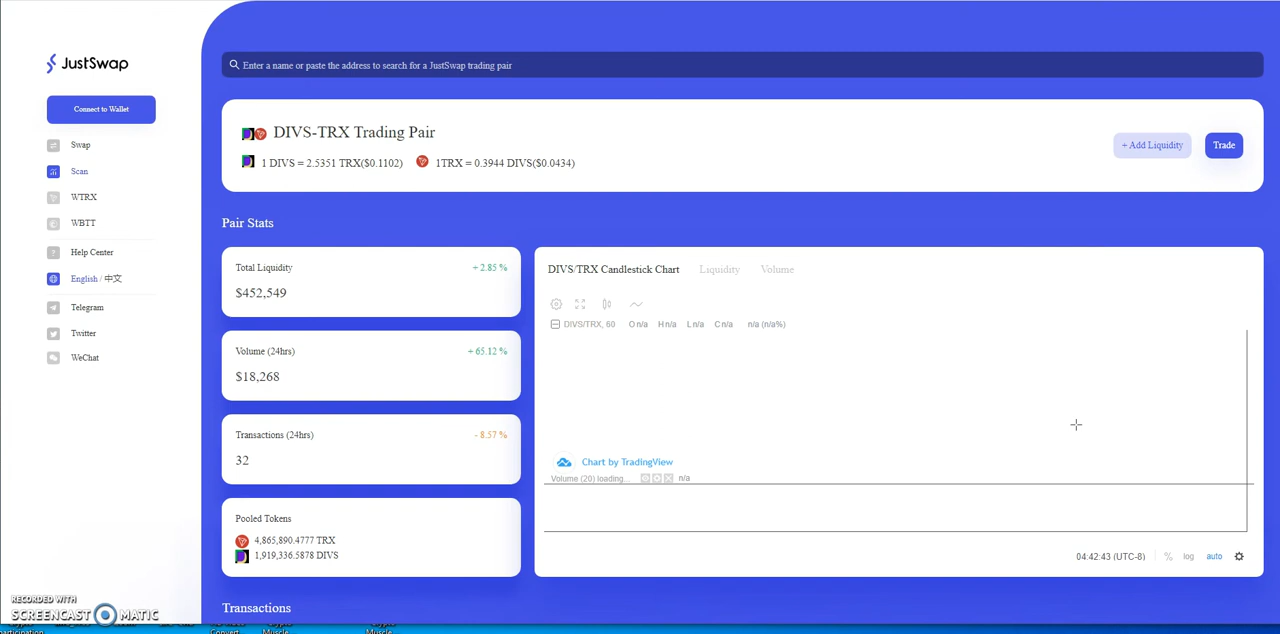 JustSwap
Connect to Wallet
Swap
Scan
WTRX
WBTT
Help Center
English / 中文
Telegram
Twitter
WeChat
Enter a name or paste the address to search for a JustSwap trading pair
DIVS-TRX Trading Pair
1 DIVS = 2.5351 TRX($0.1102) 1TRX = 0.3944 DIVS($0.0434)
+ Add Liquidity
Trade
Pair Stats
Total Liquidity + 2.85 %
$452,549
Volume (24hrs) + 65.12 %
$18,268
Transactions (24hrs) - 8.57 %
32
Pooled Tokens
4,865,890.4777 TRX
1,919,336.5878 DIVS
DIVS/TRX Candlestick Chart Liquidity Volume
DIVS/TRX, 60 O n/a H n/a L n/a C n/a n/a (n/a%)
Chart by TradingView
Volume (20) loading... n/a
04:42:43 (UTC-8) % log auto
Transactions
RECORDED WITH
SCREENCAST MATIC
Convert
Muscle
Muscle